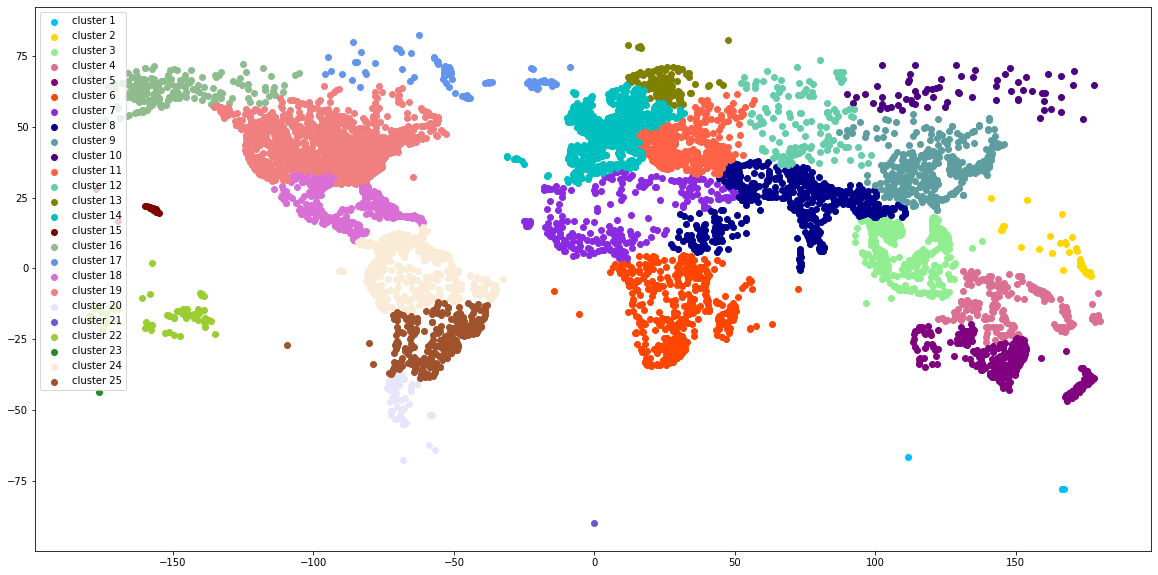 cluster 1
cluster 2
cluster 3
cluster 4
cluster 5
cluster 6
cluster 7
cluster 8
cluster 9
cluster 10
cluster 11
cluster 12
cluster 13
cluster 14
cluster 15
cluster 16
cluster 17
cluster 18
cluster 19
cluster 20
cluster 21
cluster 22
cluster 23
cluster 24
cluster 25
75
50
25
0
−25
−50
−75
−150 −100 −50 0 50 100 150